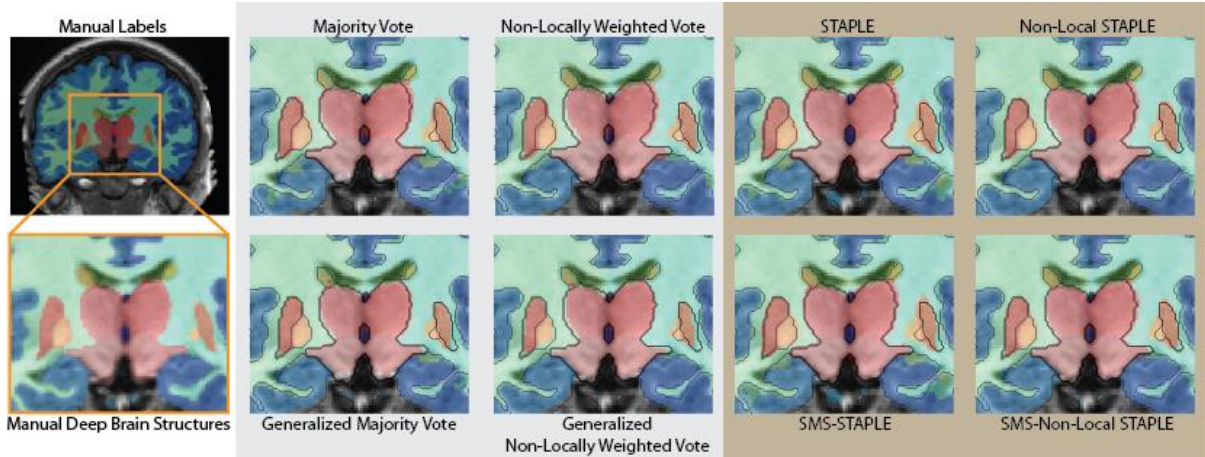 Manual Labels
Majority Vote
Non-Locally Weighted Vote
STAPLE
Non-Local STAPLE
Manual Deep Brain Structures
Generalized Majority Vote
Generalized
Non-Locally Weighted Vote
SMS-STAPLE
SMS-Non-Local STAPLE